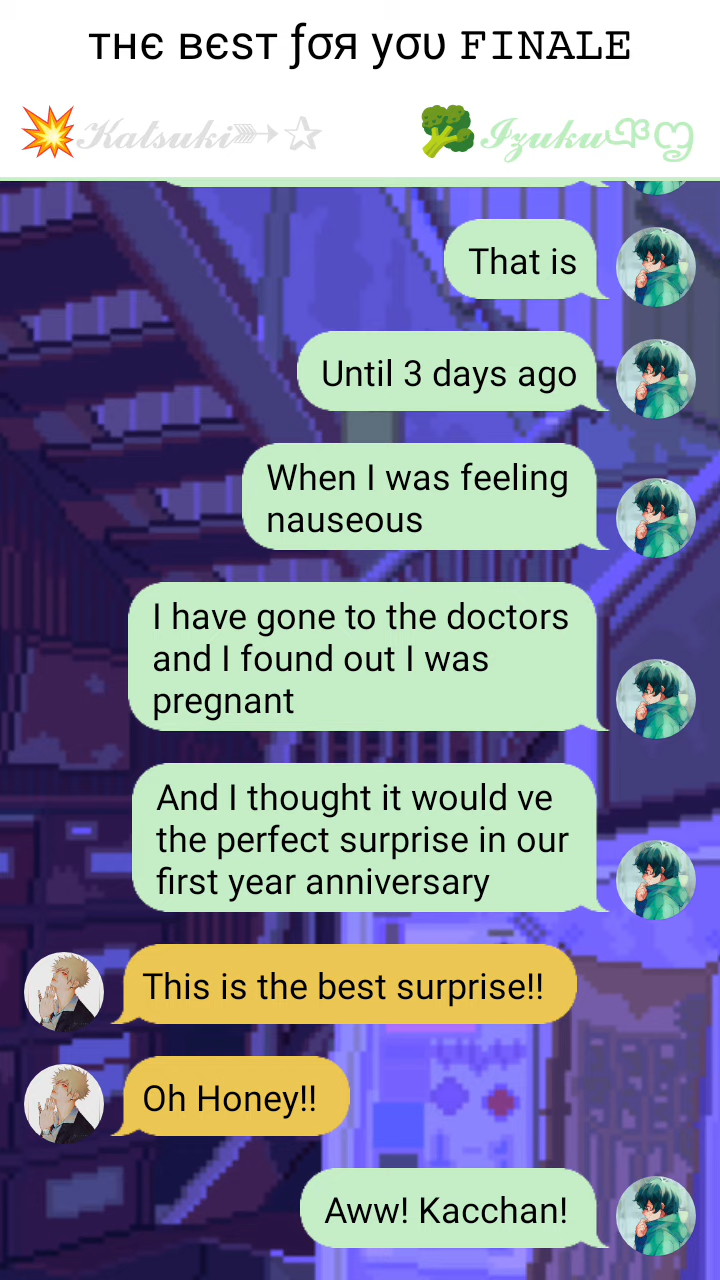 тнє вєѕт ƒσя уσυ 𝙵𝙸𝙽𝙰𝙻𝙴
💥𝒦𝒶𝓉𝓈𝓊𝓀𝒾➳☆ 🥦𝓘𝔃𝓾𝓴𝓾ঞღ
That is
Until 3 days ago
When I was feeling
nauseous
I have gone to the doctors
and I found out I was
pregnant
And I thought it would ve
the perfect surprise in our
first year anniversary
This is the best surprise!!
Oh Honey!!
Aww! Kacchan!